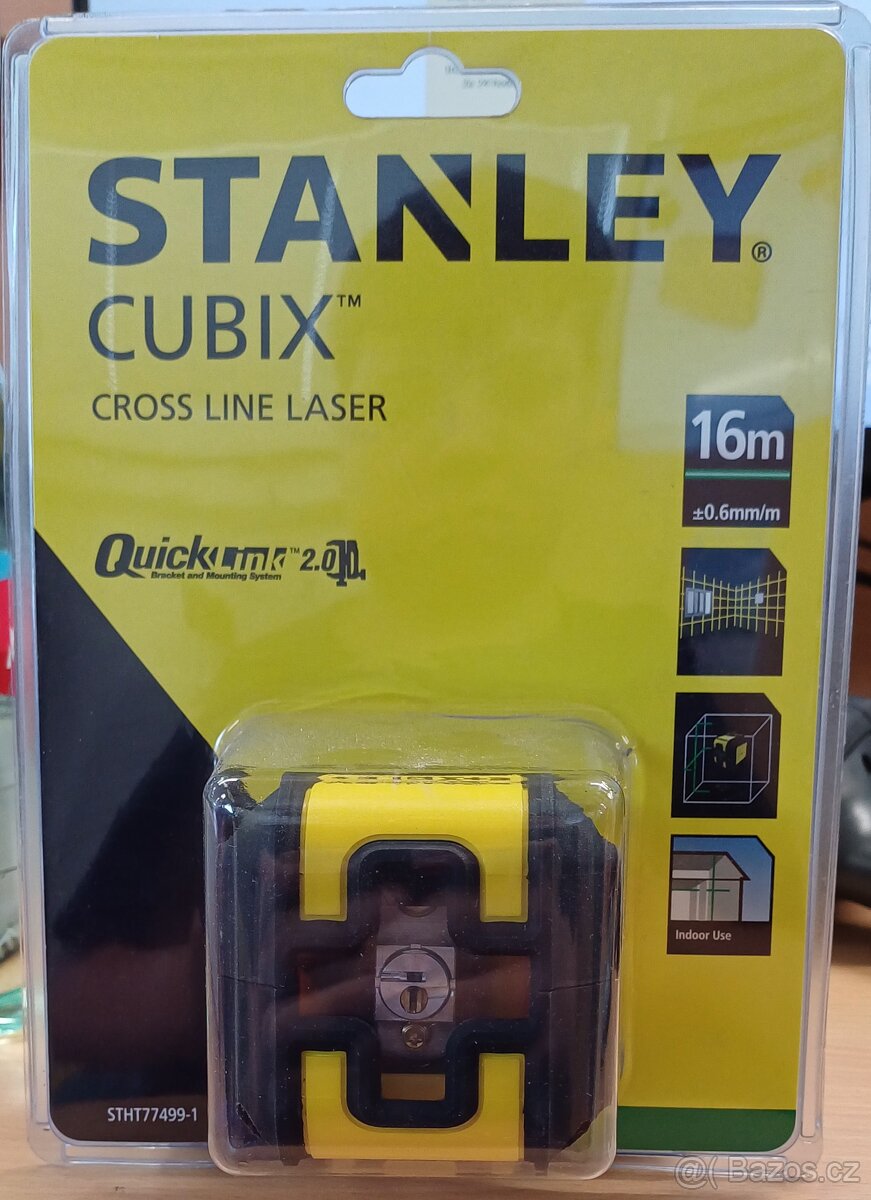 STANLEY®
CUBIX™
CROSS LINE LASER
16m
±0.6mm/m
QuickLink™ 2.0
Bracket and Mounting System
Indoor Use
STHT77499-1
@( Bazos.cz